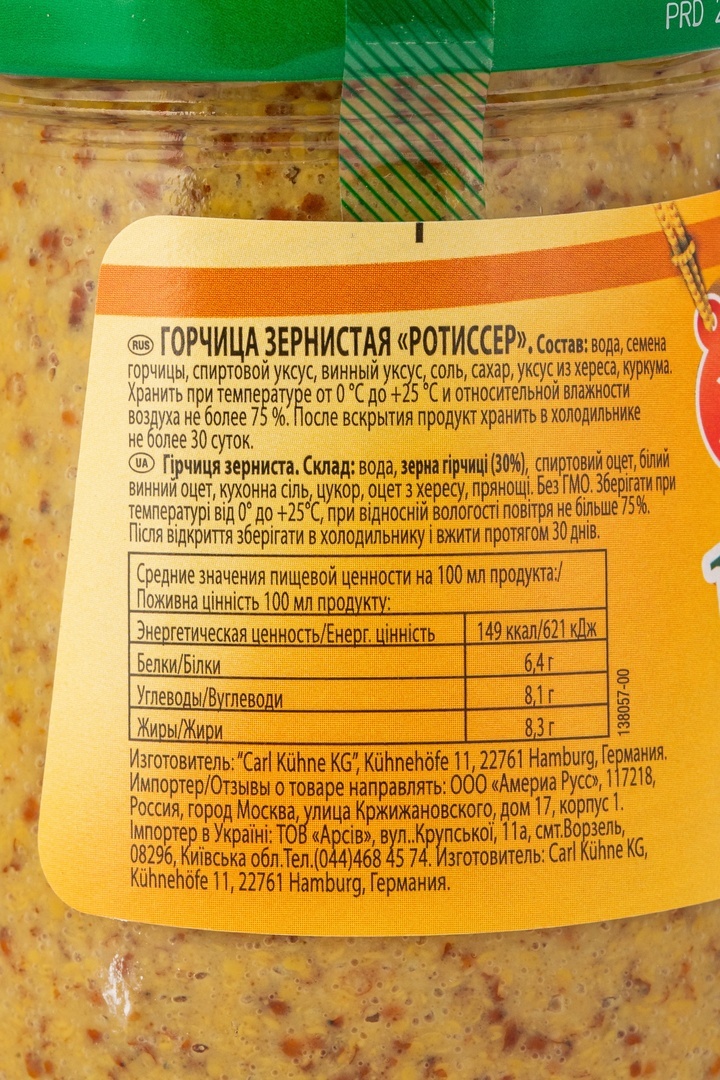 PRD
RUS ГОРЧИЦА ЗЕРНИСТАЯ «РОТИССЕР». Состав: вода, семена
горчицы, спиртовой уксус, винный уксус, соль, сахар, уксус из хереса, куркума.
Хранить при температуре от 0 °С до +25 °С и относительной влажности
воздуха не более 75 %. После вскрытия продукт хранить в холодильнике
не более 30 суток.
UA Гірчиця зерниста. Склад: вода, зерна гірчиці (30%), спиртовий оцет, білий
винний оцет, кухонна сіль, цукор, оцет з хересу, прянощі. Без ГМО. Зберігати при
температурі від 0° до +25°С, при відносній вологості повітря не більше 75%.
Після відкриття зберігати в холодильнику і вжити протягом 30 днів.
Средние значения пищевой ценности на 100 мл продукта:/
Поживна цінність 100 мл продукту:
Энергетическая ценность/Енерг. цінність 149 ккал/621 кДж
Белки/Білки 6,4 г
Углеводы/Вуглеводи 8,1 г
Жиры/Жири 8,3 г
138057-00
Изготовитель: "Carl Kühne KG", Kühnehöfe 11, 22761 Hamburg, Германия.
Импортер/Отзывы о товаре направлять: ООО «Америа Русс», 117218,
Россия, город Москва, улица Кржижановского, дом 17, корпус 1.
Імпортер в Україні: ТОВ «Арсів», вул..Крупської, 11а, смт.Ворзель,
08296, Київська обл.Тел.(044)468 45 74. Изготовитель: Carl Kühne KG,
Kühnehöfe 11, 22761 Hamburg, Германия.